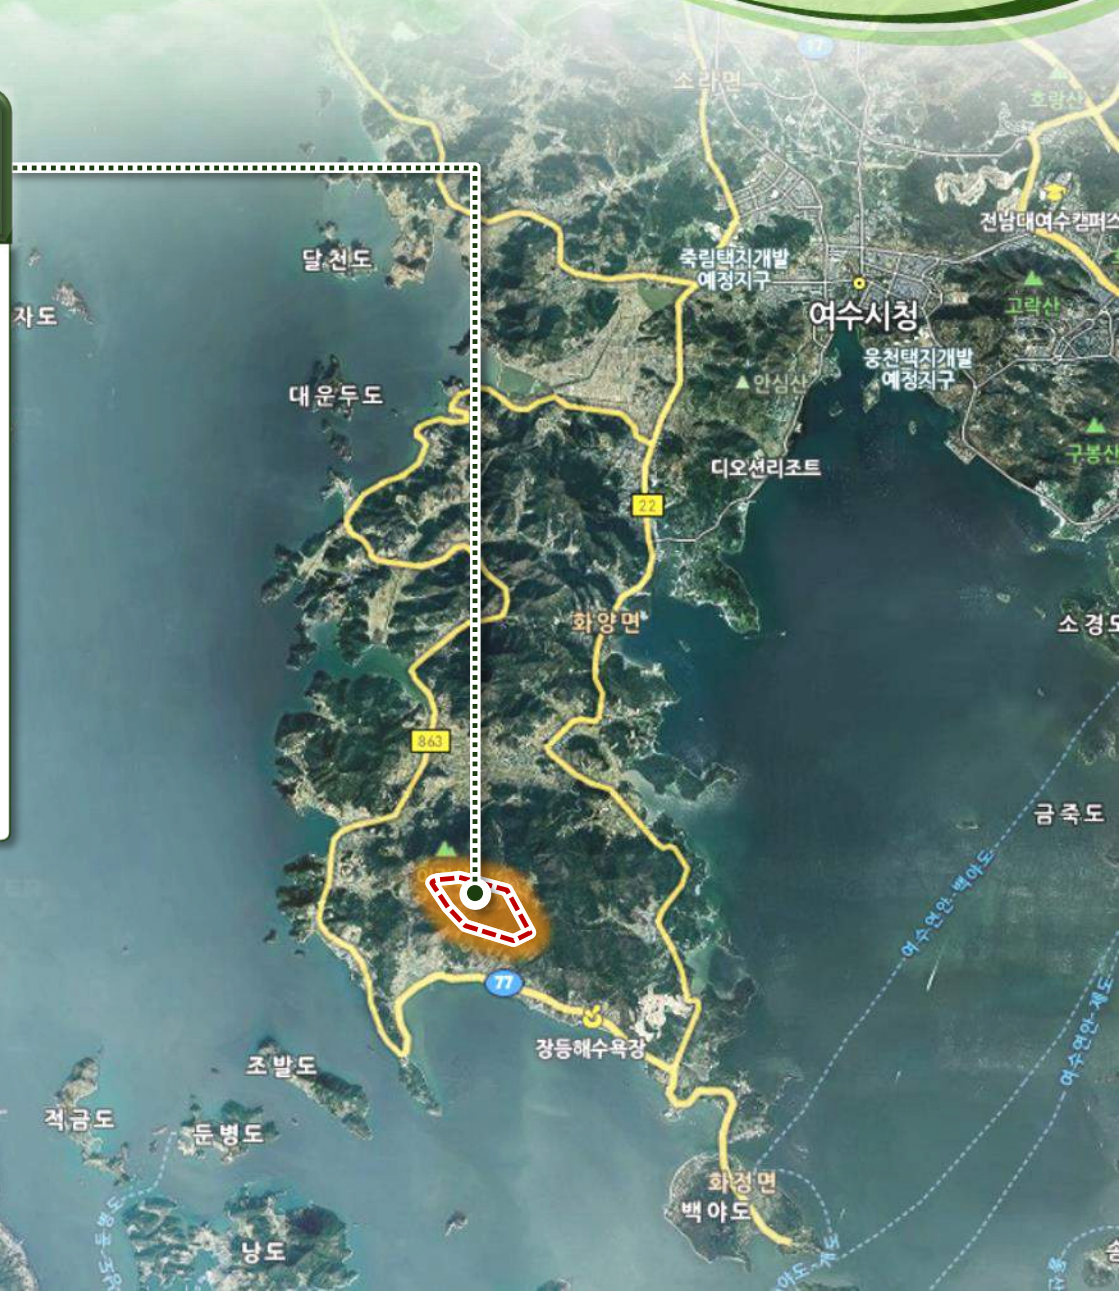 17
소라면
호랑산
전남대여수캠퍼스
달천도
죽림택지개발
예정지구
고락산
자도
여수시청
웅천택지개발
예정지구
안심산
대운두도
구봉산
디오션리조트
22
화양면
863
금죽도
여수연안-백야도
77
여수연안-제도
장등해수욕장
조발도
적금도
둔병도
화정면
백야도
낭도